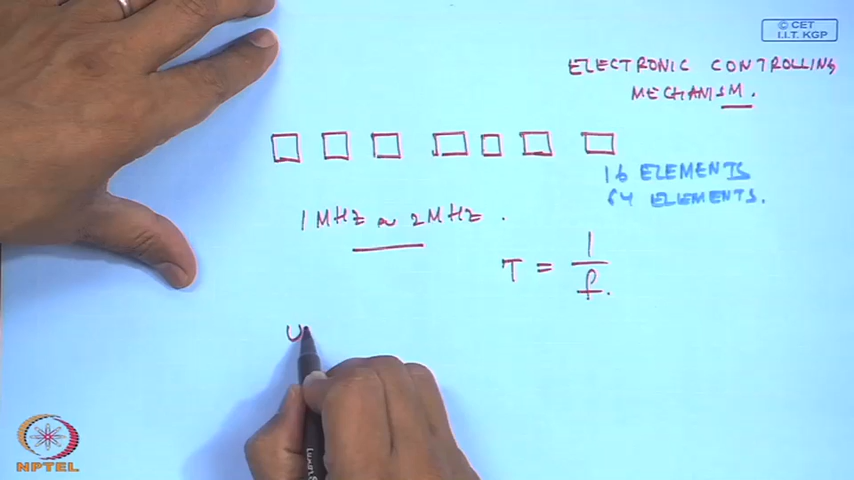 © CET
I.I.T. KGP
ELECTRONIC CONTROLLING
MECHANISM.
16 ELEMENTS
64 ELEMENTS.
1 MHz ~ 2 MHz .
T = 1/f.
U
NPTEL